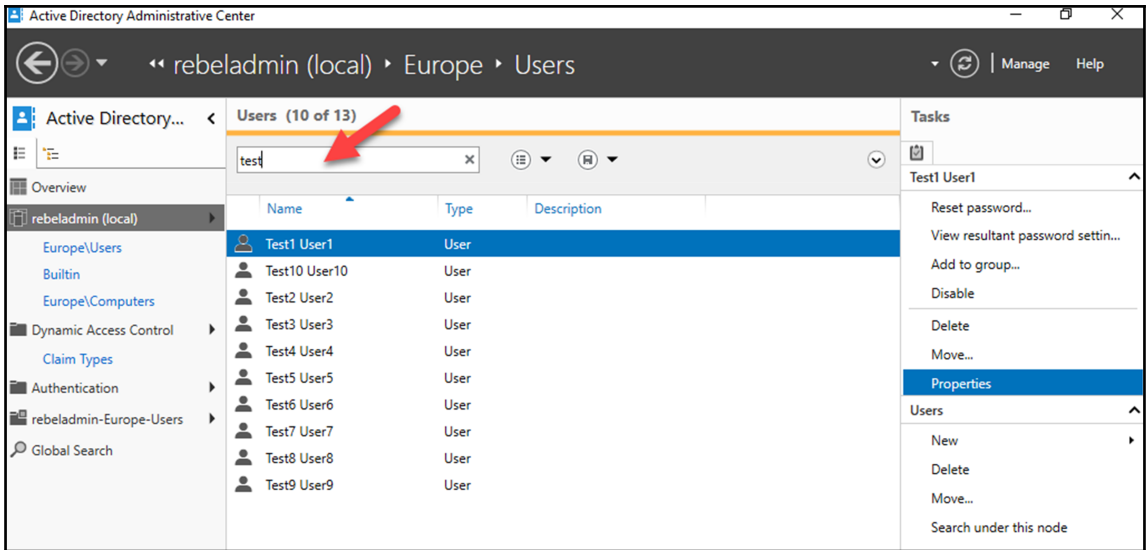 Active Directory Administrative Center
rebeladmin (local) Europe Users
Manage Help
Active Directory...
Overview
rebeladmin (local)
Europe\Users
Builtin
Europe\Computers
Dynamic Access Control
Claim Types
Authentication
rebeladmin-Europe-Users
Global Search
Users (10 of 13)
test
Name Type Description
Test1 User1 User
Test10 User10 User
Test2 User2 User
Test3 User3 User
Test4 User4 User
Test5 User5 User
Test6 User6 User
Test7 User7 User
Test8 User8 User
Test9 User9 User
Tasks
Test1 User1
Reset password...
View resultant password settin...
Add to group...
Disable
Delete
Move...
Properties
Users
New
Delete
Move...
Search under this node